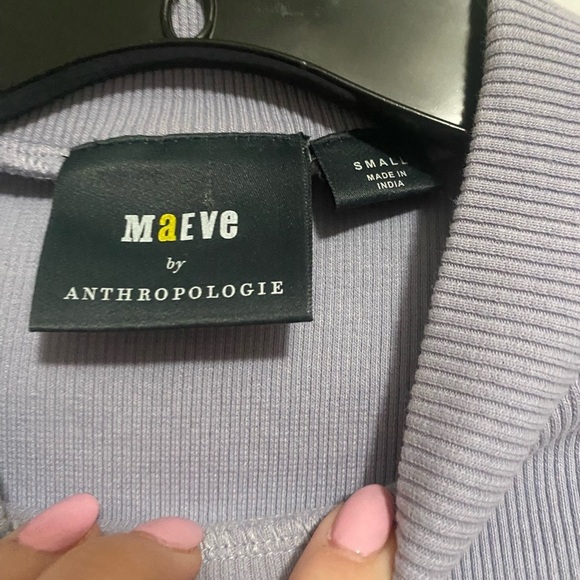 MaEVe
by
ANTHROPOLOGIE
SMALL
MADE IN
INDIA